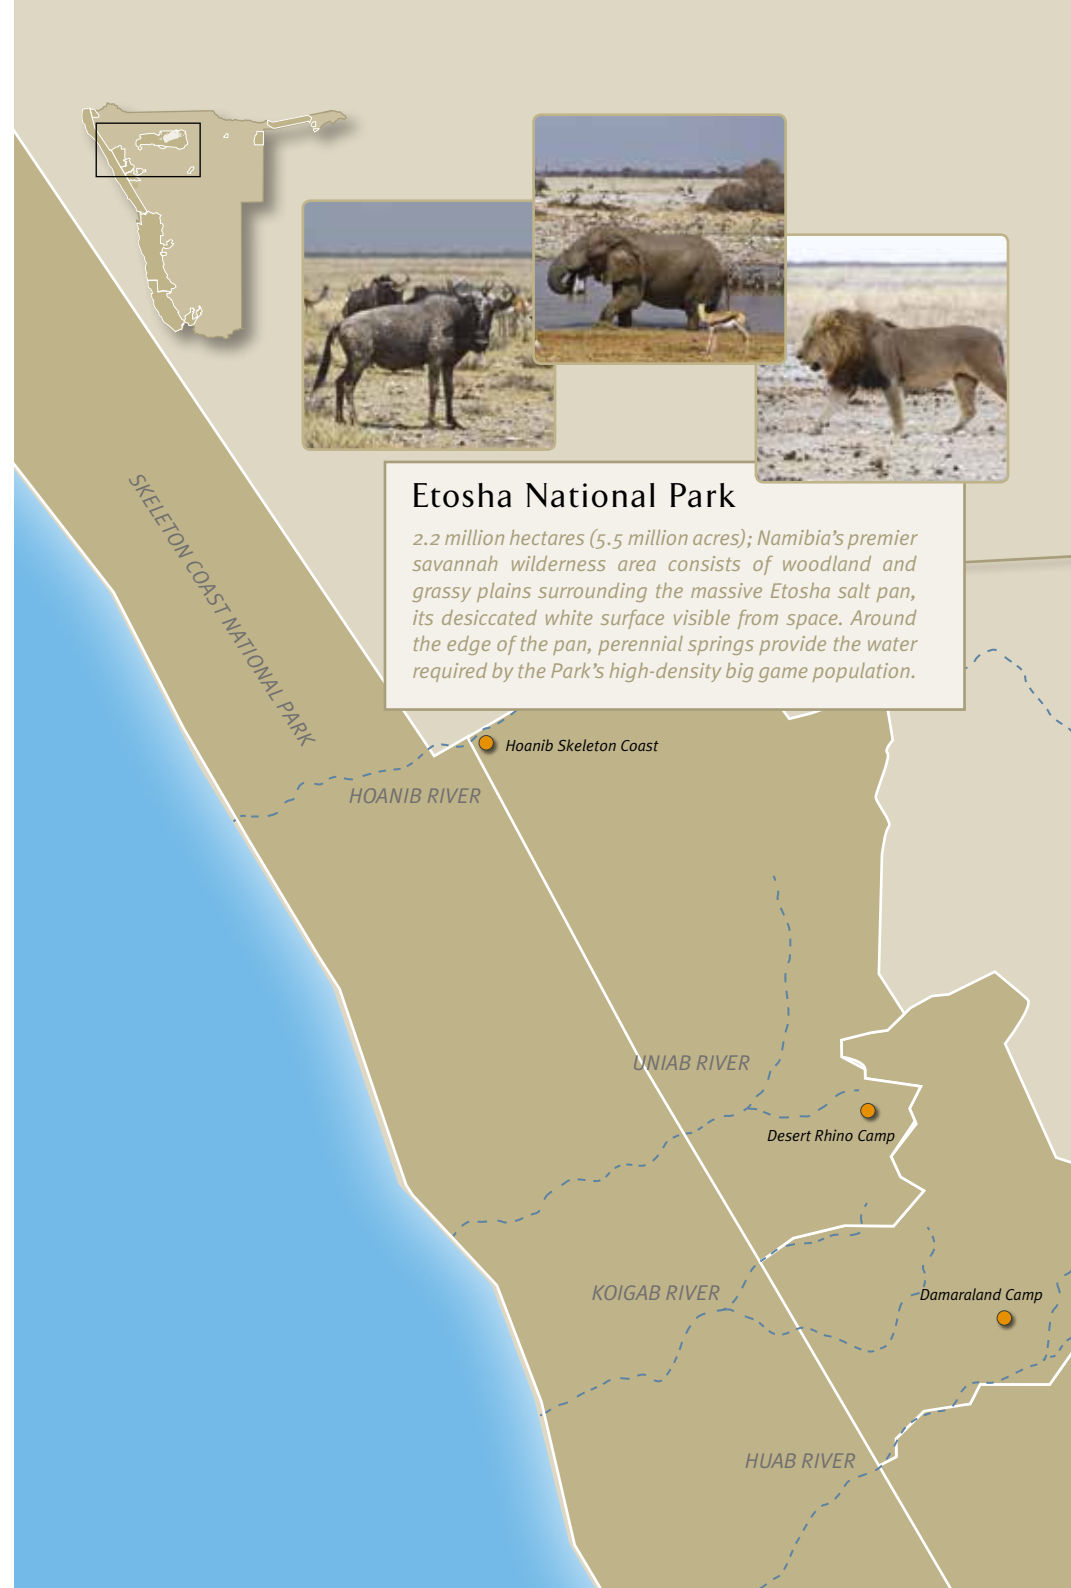 SKELETON COAST NATIONAL PARK
Etosha National Park
2.2 million hectares (5.5 million acres); Namibia's premier
savannah wilderness area consists of woodland and
grassy plains surrounding the massive Etosha salt pan,
its desiccated white surface visible from space. Around
the edge of the pan, perennial springs provide the water
required by the Park's high-density big game population.
Hoanib Skeleton Coast
HOANIB RIVER
UNIAB RIVER
Desert Rhino Camp
KOIGAB RIVER
Damaraland Camp
HUAB RIVER